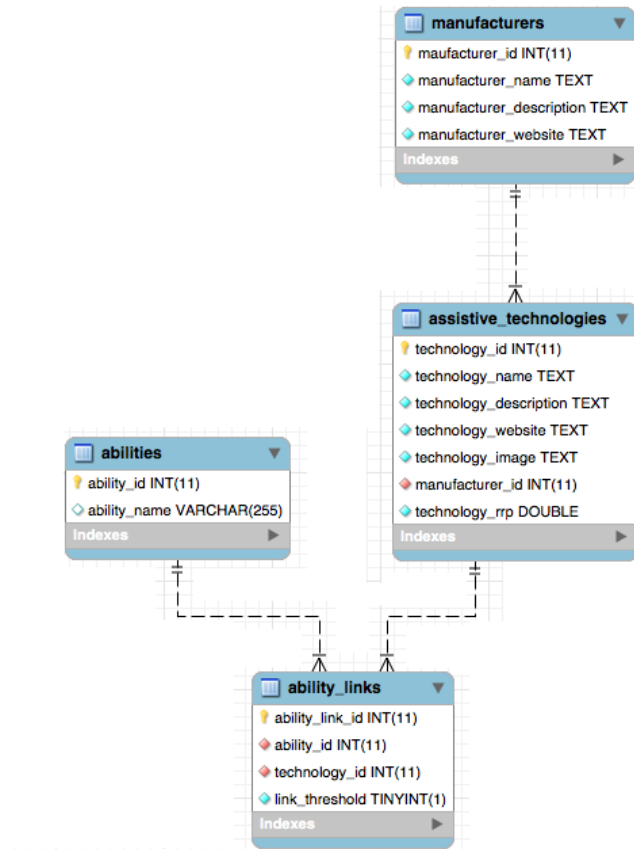 manufacturers
maufacturer_id INT(11)
manufacturer_name TEXT
manufacturer_description TEXT
manufacturer_website TEXT
Indexes
assistive_technologies
technology_id INT(11)
technology_name TEXT
technology_description TEXT
technology_website TEXT
technology_image TEXT
manufacturer_id INT(11)
technology_rrp DOUBLE
Indexes
abilities
ability_id INT(11)
ability_name VARCHAR(255)
Indexes
ability_links
ability_link_id INT(11)
ability_id INT(11)
technology_id INT(11)
link_threshold TINYINT(1)
Indexes